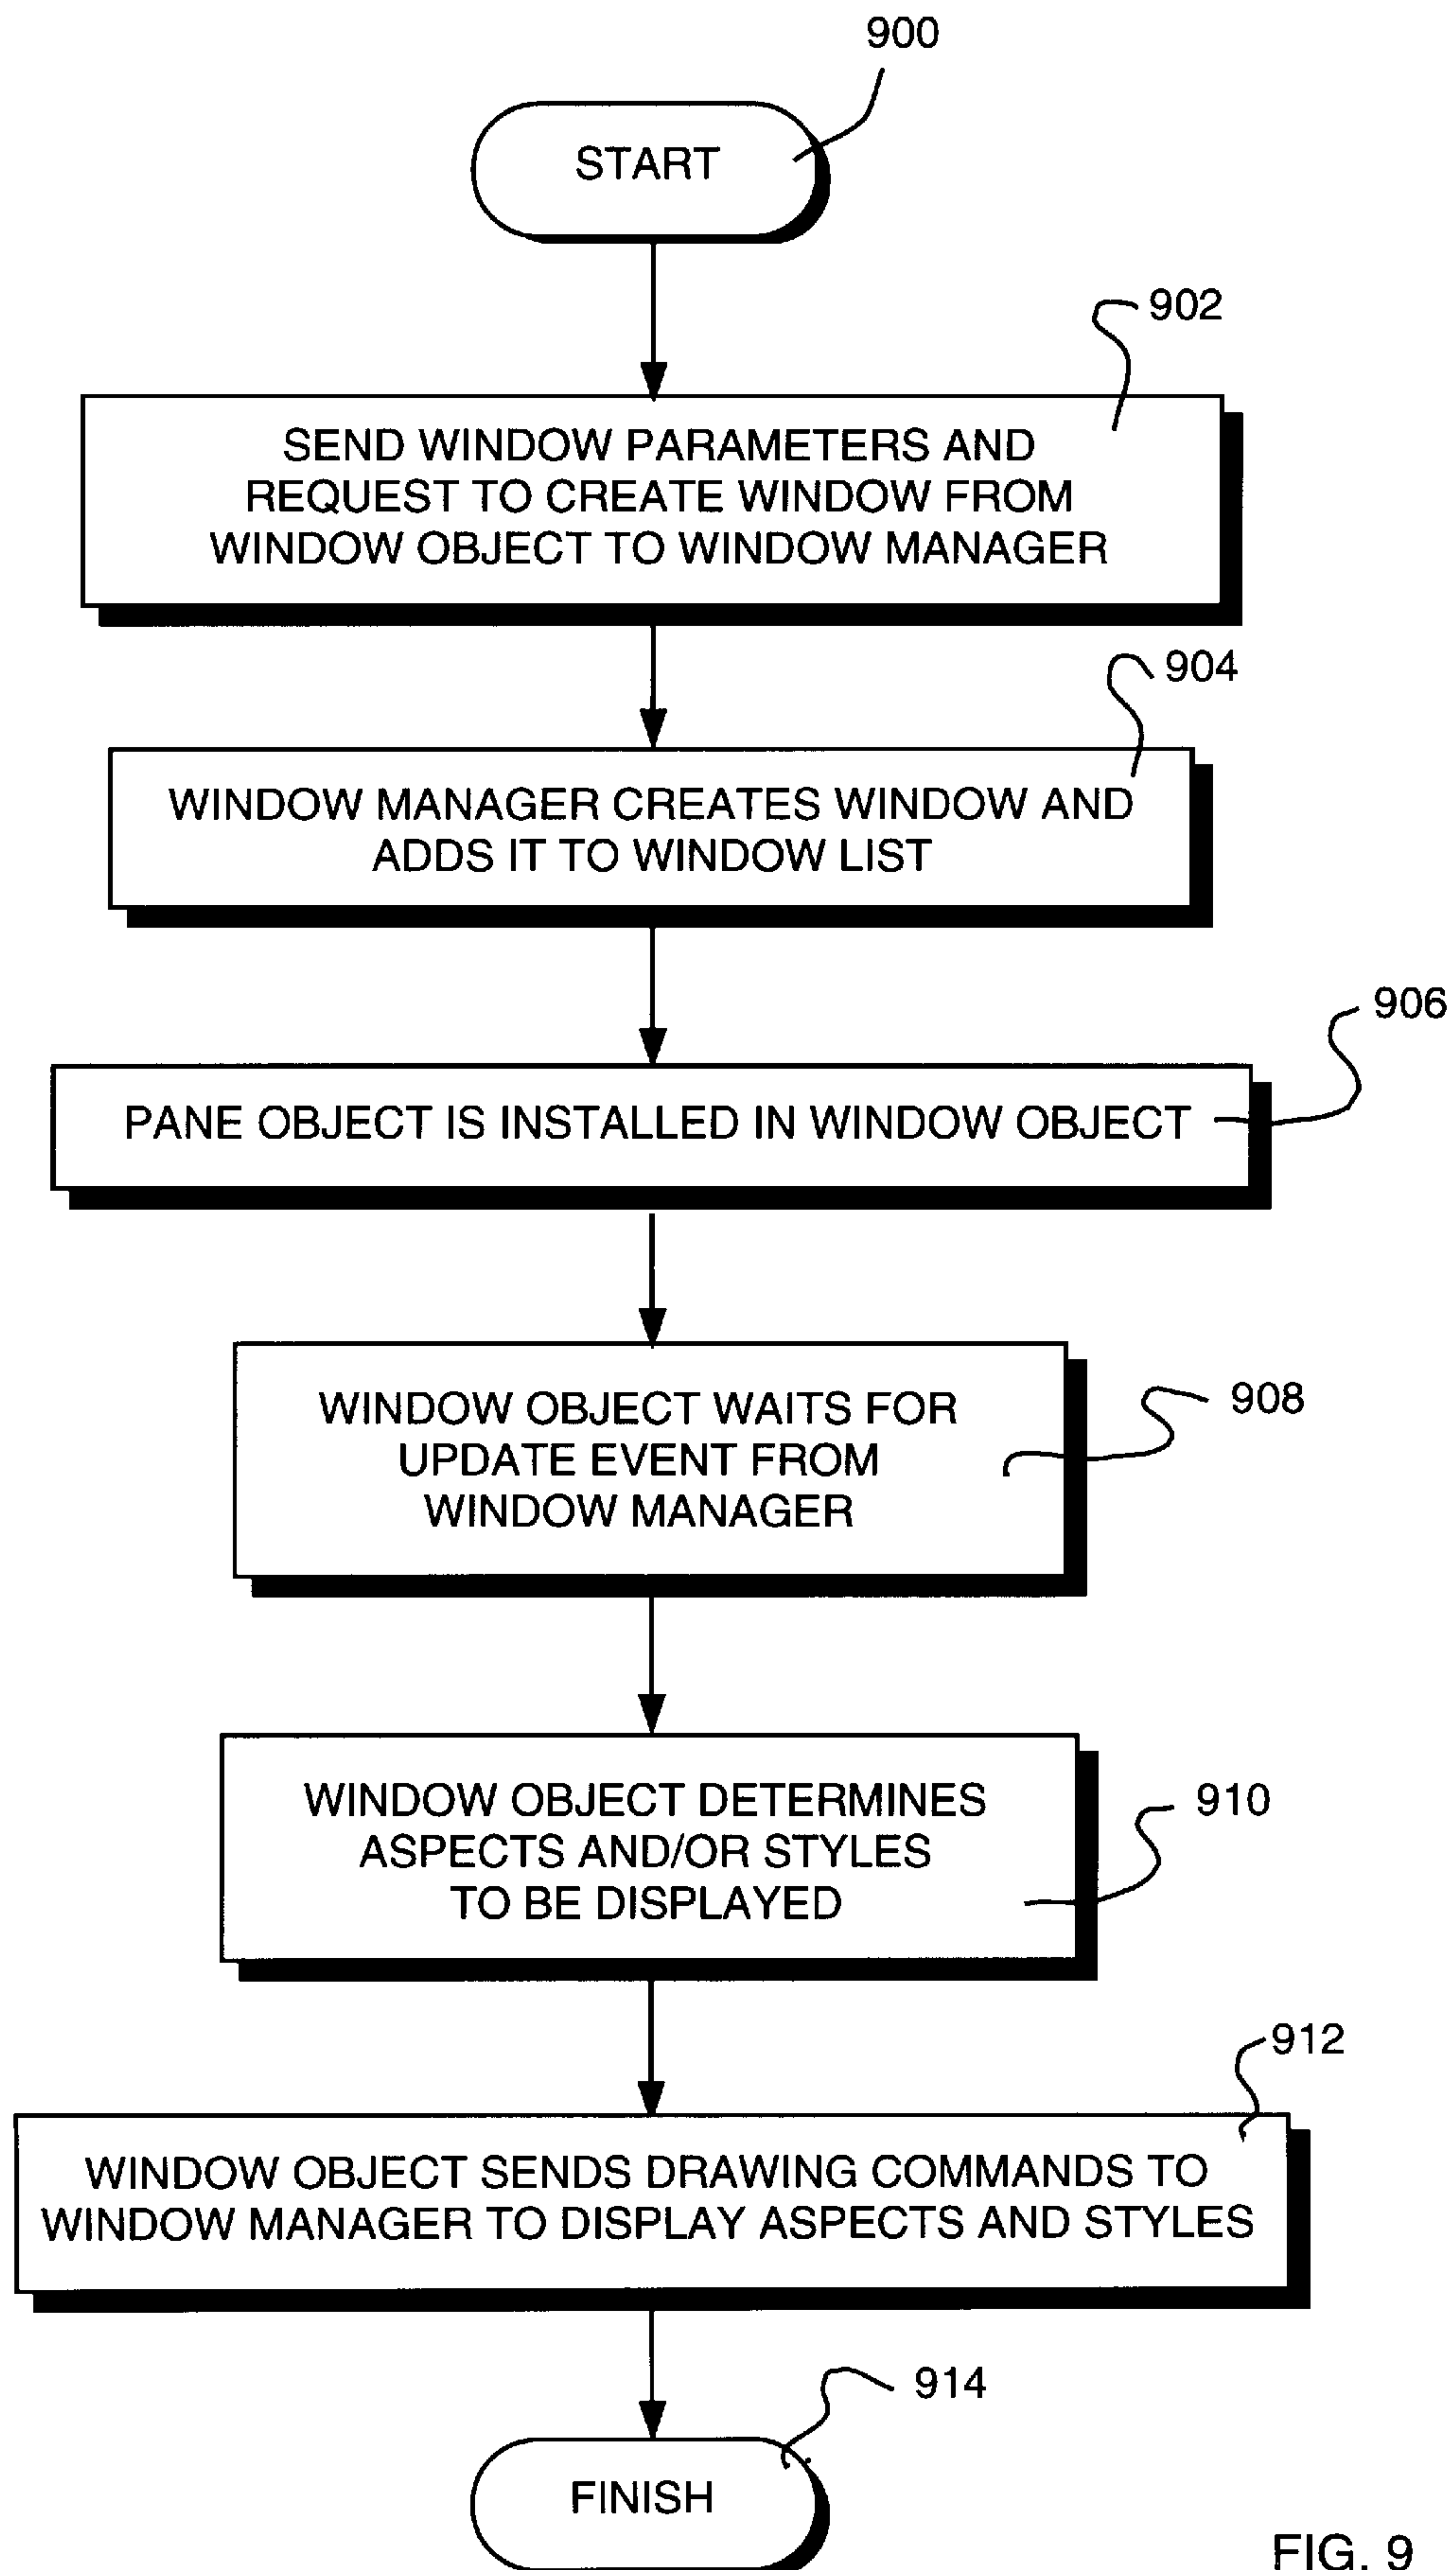 900
START
902
SEND WINDOW PARAMETERS AND
REQUEST TO CREATE WINDOW FROM
WINDOW OBJECT TO WINDOW MANAGER
904
WINDOW MANAGER CREATES WINDOW AND
ADDS IT TO WINDOW LIST
906
PANE OBJECT IS INSTALLED IN WINDOW OBJECT
908
WINDOW OBJECT WAITS FOR
UPDATE EVENT FROM
WINDOW MANAGER
910
WINDOW OBJECT DETERMINES
ASPECTS AND/OR STYLES
TO BE DISPLAYED
912
WINDOW OBJECT SENDS DRAWING COMMANDS TO
WINDOW MANAGER TO DISPLAY ASPECTS AND STYLES
914
FINISH
FIG. 9